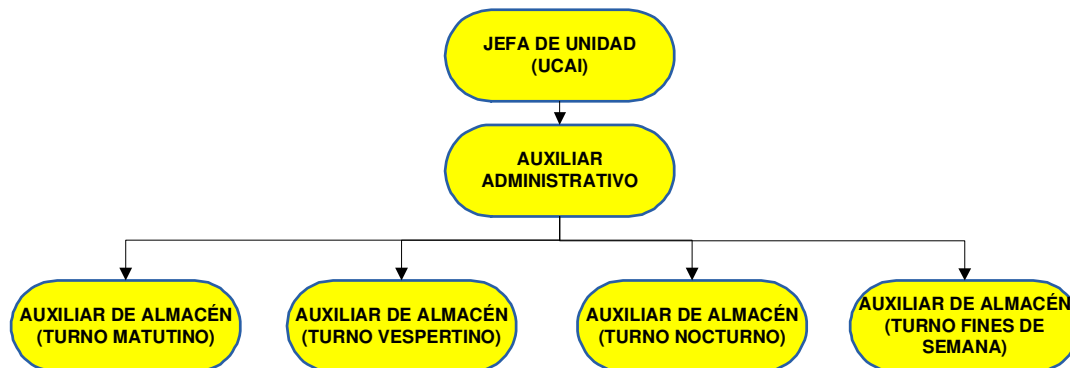 JEFA DE UNIDAD
(UCAI)
AUXILIAR
ADMINISTRATIVO
AUXILIAR DE ALMACÉN
(TURNO MATUTINO)
AUXILIAR DE ALMACÉN
(TURNO VESPERTINO)
AUXILIAR DE ALMACÉN
(TURNO NOCTURNO)
AUXILIAR DE ALMACÉN
(TURNO FINES DE
SEMANA)